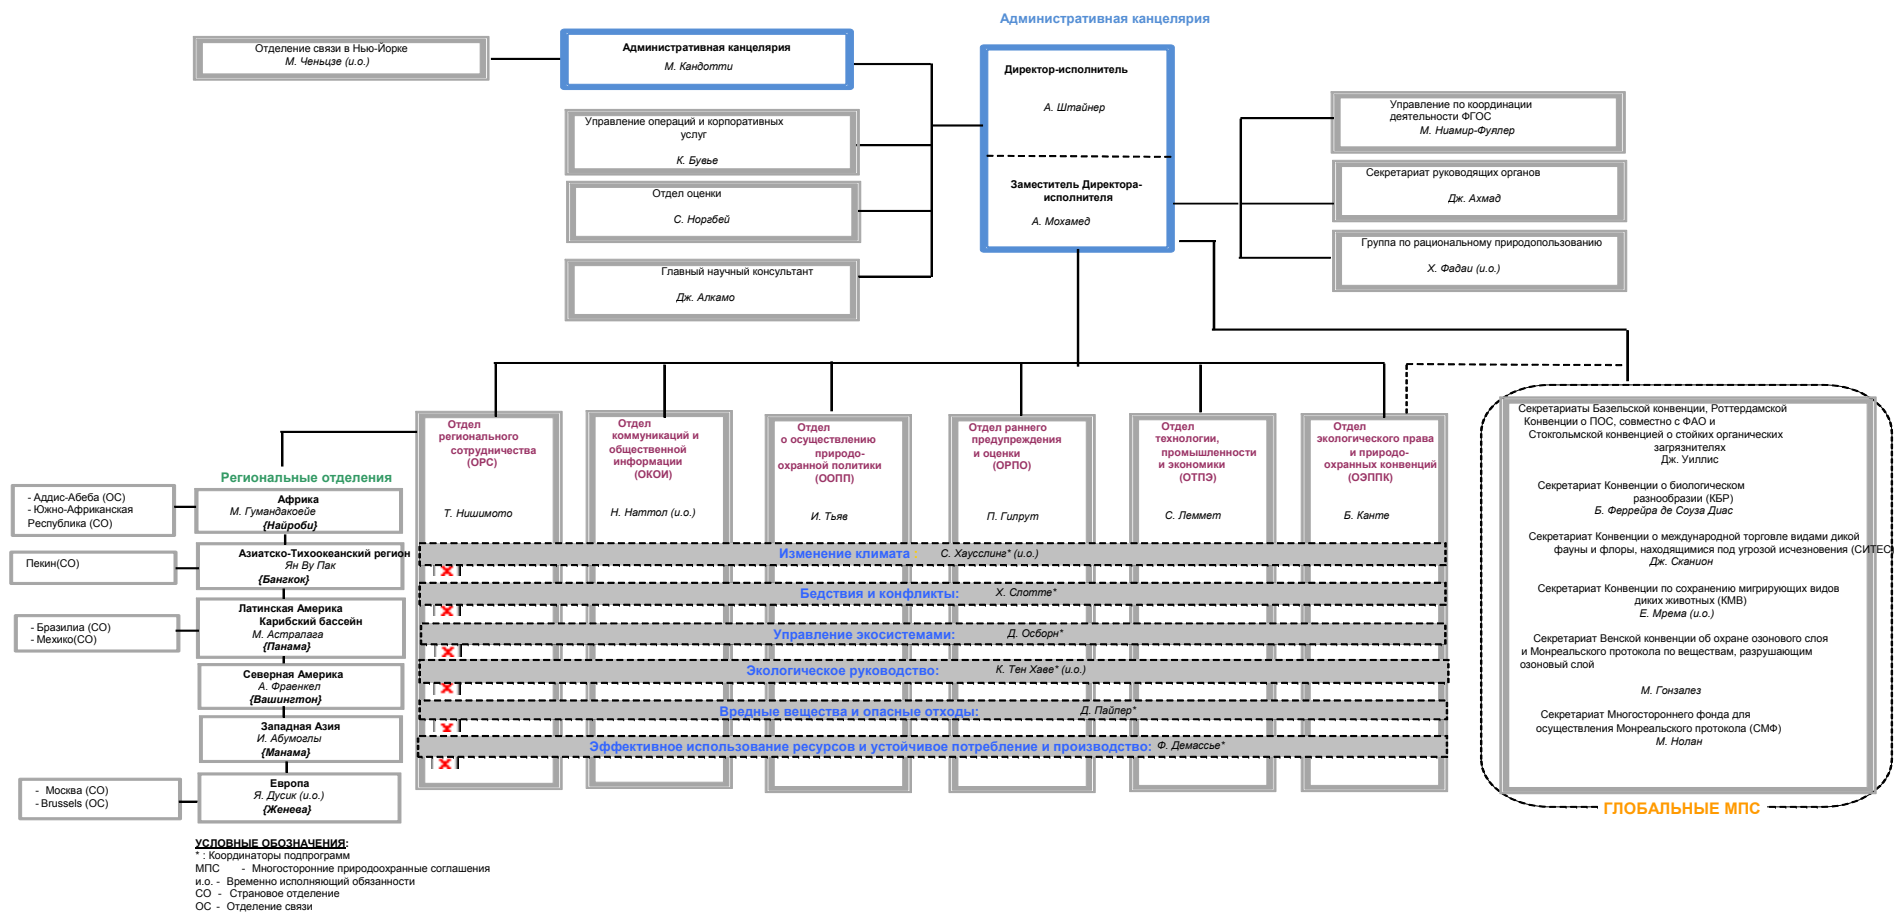 Административная канцелярия
Отделение связи в Нью-Йорке
М. Ченьцзе (и.о.)
Административная канцелярия
М. Кандотти
Управление операций и корпоративных
услуг
К. Бувье
Отдел оценки
С. Норгбей
Главный научный консультант
Дж. Алкамо
Директор-исполнитель
А. Штайнер
Заместитель Директора-
исполнителя
А. Мохамед
Управление по координации
деятельности ФГОС
М. Ниамир-Фуллер
Секретариат руководящих органов
Дж. Ахмад
Группа по рациональному природопользованию
Х. Фадаи (и.о.)
Отдел
регионального
сотрудничества
(ОРС)
Т. Нишимото
Отдел
коммуникаций и
общественной
информации
(ОКОИ)
Н. Наттол (и.о.)
Отдел
о осуществлению
природо-
охранной политики
(ООПП)
И. Тьяв
Отдел раннего
предупреждения
и оценки
(ОРПО)
П. Гилрут
Отдел
технологии,
промышленности
и экономики
(ОТПЭ)
С. Леммет
Отдел
экологического права
и природо-
охранных конвенций
(ОЭППК)
Б. Канте
Региональные отделения
- Аддис-Абеба (ОС)
- Южно-Африканская
Республика (СО)
Африка
М. Гумандакоейе
{Найроби}
Пекин(СО)
Азиатско-Тихоокеанский регион
Ян Ву Пак
{Бангкок}
- Бразилиа (СО)
- Мехико(СО)
Латинская Америка
Карибский бассейн
М. Астралага
{Панама}
Северная Америка
А. Фраенкел
{Вашингтон}
Западная Азия
И. Абумоглы
{Манама}
- Москва (СО)
- Brussels (ОС)
Европа
Я. Дусик (и.о.)
{Женева}
Изменение климата С. Хаусслинг* (и.о.)
Бедствия и конфликты: Х. Слотте*
Управление экосистемами: Д. Осборн*
Экологическое руководство: К. Тен Хаве* (и.о.)
Вредные вещества и опасные отходы: Д. Пайпер*
Эффективное использование ресурсов и устойчивое потребление и производство: Ф. Демассье*
Секретариаты Базельской конвенции, Роттердамской
Конвенции о ПОС, совместно с ФАО и
Стокгольмской конвенцией о стойких органических
загрязнителях
Дж. Уиллис
Секретариат Конвенции о биологическом
разнообразии (КБР)
Б. Феррейра де Соуза Диас
Секретариат Конвенции о международной торговле видами дикой
фауны и флоры, находящимися под угрозой исчезновения (СИТЕС)
Дж. Сканион
Секретариат Конвенции по сохранению мигрирующих видов
диких животных (КМВ)
Е. Мрема (и.о.)
Секретариат Венской конвенции об охране озонового слоя
и Монреальского протокола по веществам, разрушающим
озоновый слой
М. Гонзалез
Секретариат Многостороннего фонда для
осуществления Монреальского протокола (СМФ)
М. Нолан
ГЛОБАЛЬНЫЕ МПС
УСЛОВНЫЕ ОБОЗНАЧЕНИЯ:
* : Координаторы подпрограмм
МПС - Многосторонние природоохранные соглашения
и.о. - Временно исполняющий обязанности
СО - Страновое отделение
ОС - Отделение связи